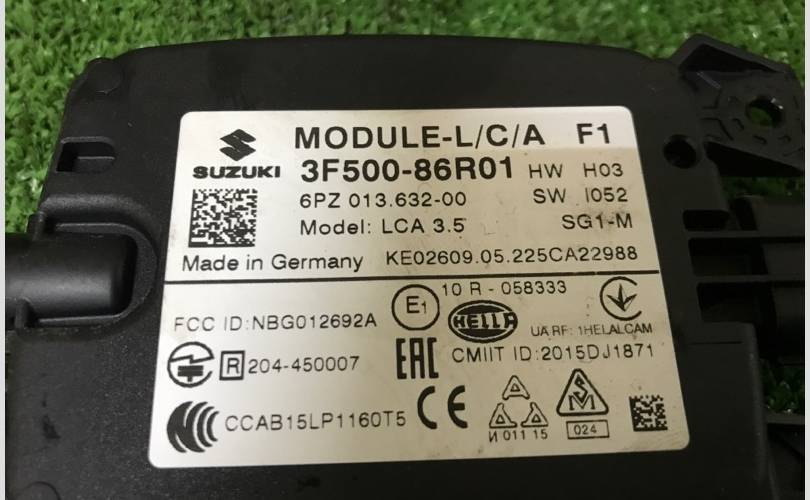 SUZUKI
MODULE-L/C/A F1
3F500-86R01 HW H03
6PZ 013.632-00 SW I052
Model: LCA 3.5 SG1-M
Made in Germany KE02609.05.225CA22988
FCC ID:NBG012692A
E1 10 R - 058333
HELLA
UA RF: 1HELALCAM
R 204-450007
EAC CMIIT ID:2015DJ1871
CCAB15LP1160T5 CE
И 011 15
S M
024